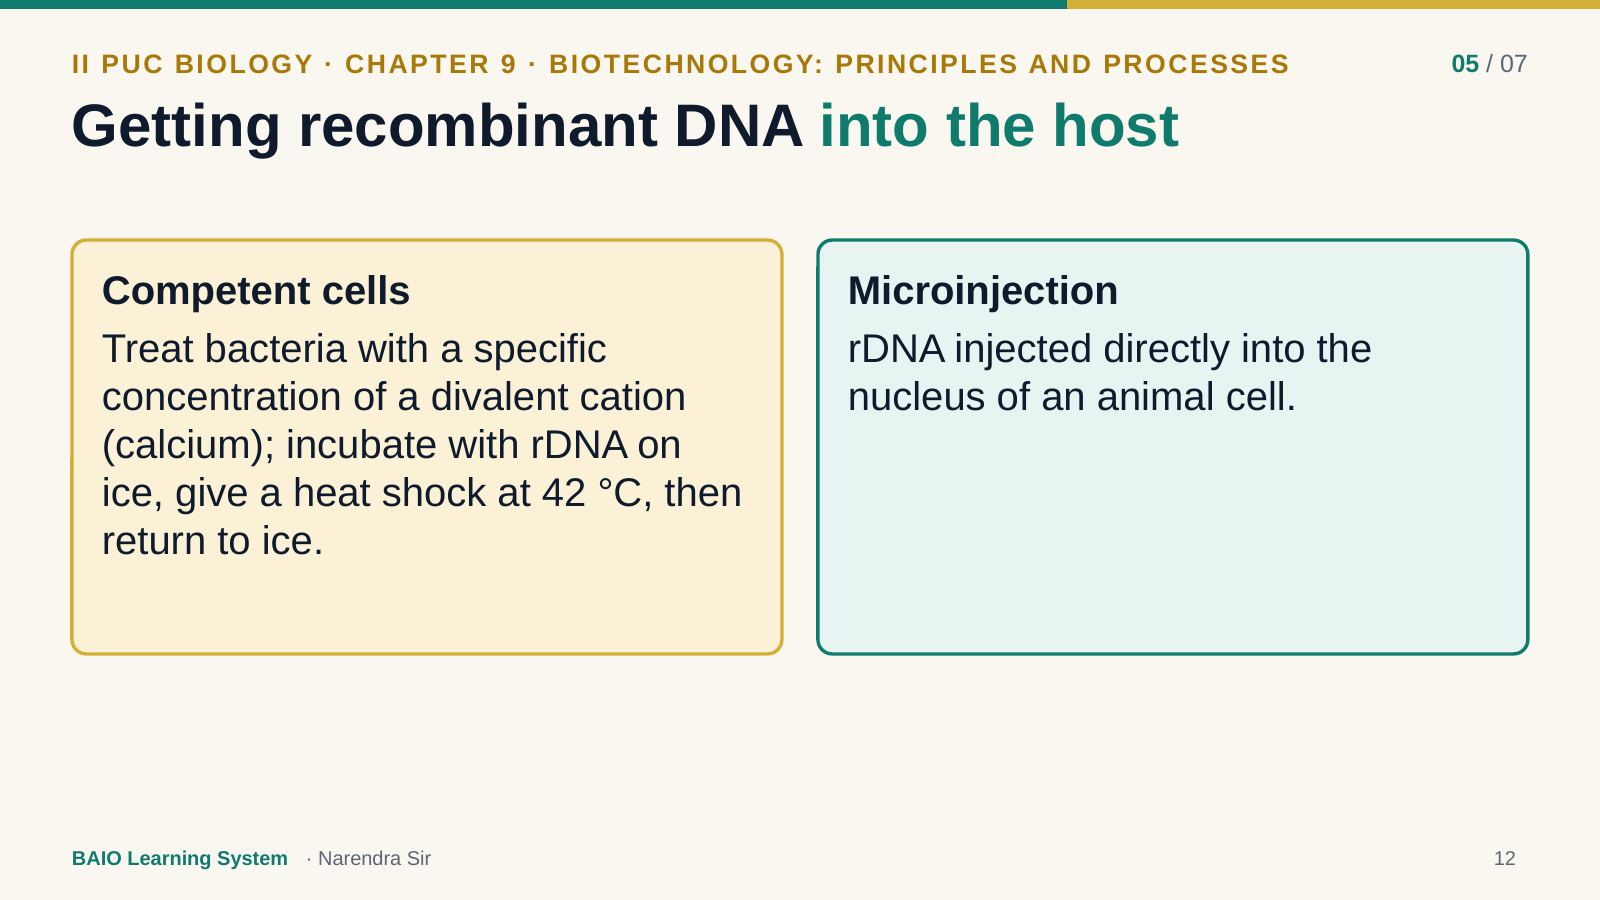 II PUC BIOLOGY · CHAPTER 9 · BIOTECHNOLOGY: PRINCIPLES AND PROCESSES
05 / 07
Getting recombinant DNA into the host
Competent cells
Treat bacteria with a specific
concentration of a divalent cation
(calcium); incubate with rDNA on
ice, give a heat shock at 42 °C, then
return to ice.
Microinjection
rDNA injected directly into the
nucleus of an animal cell.
BAIO Learning System · Narendra Sir
12